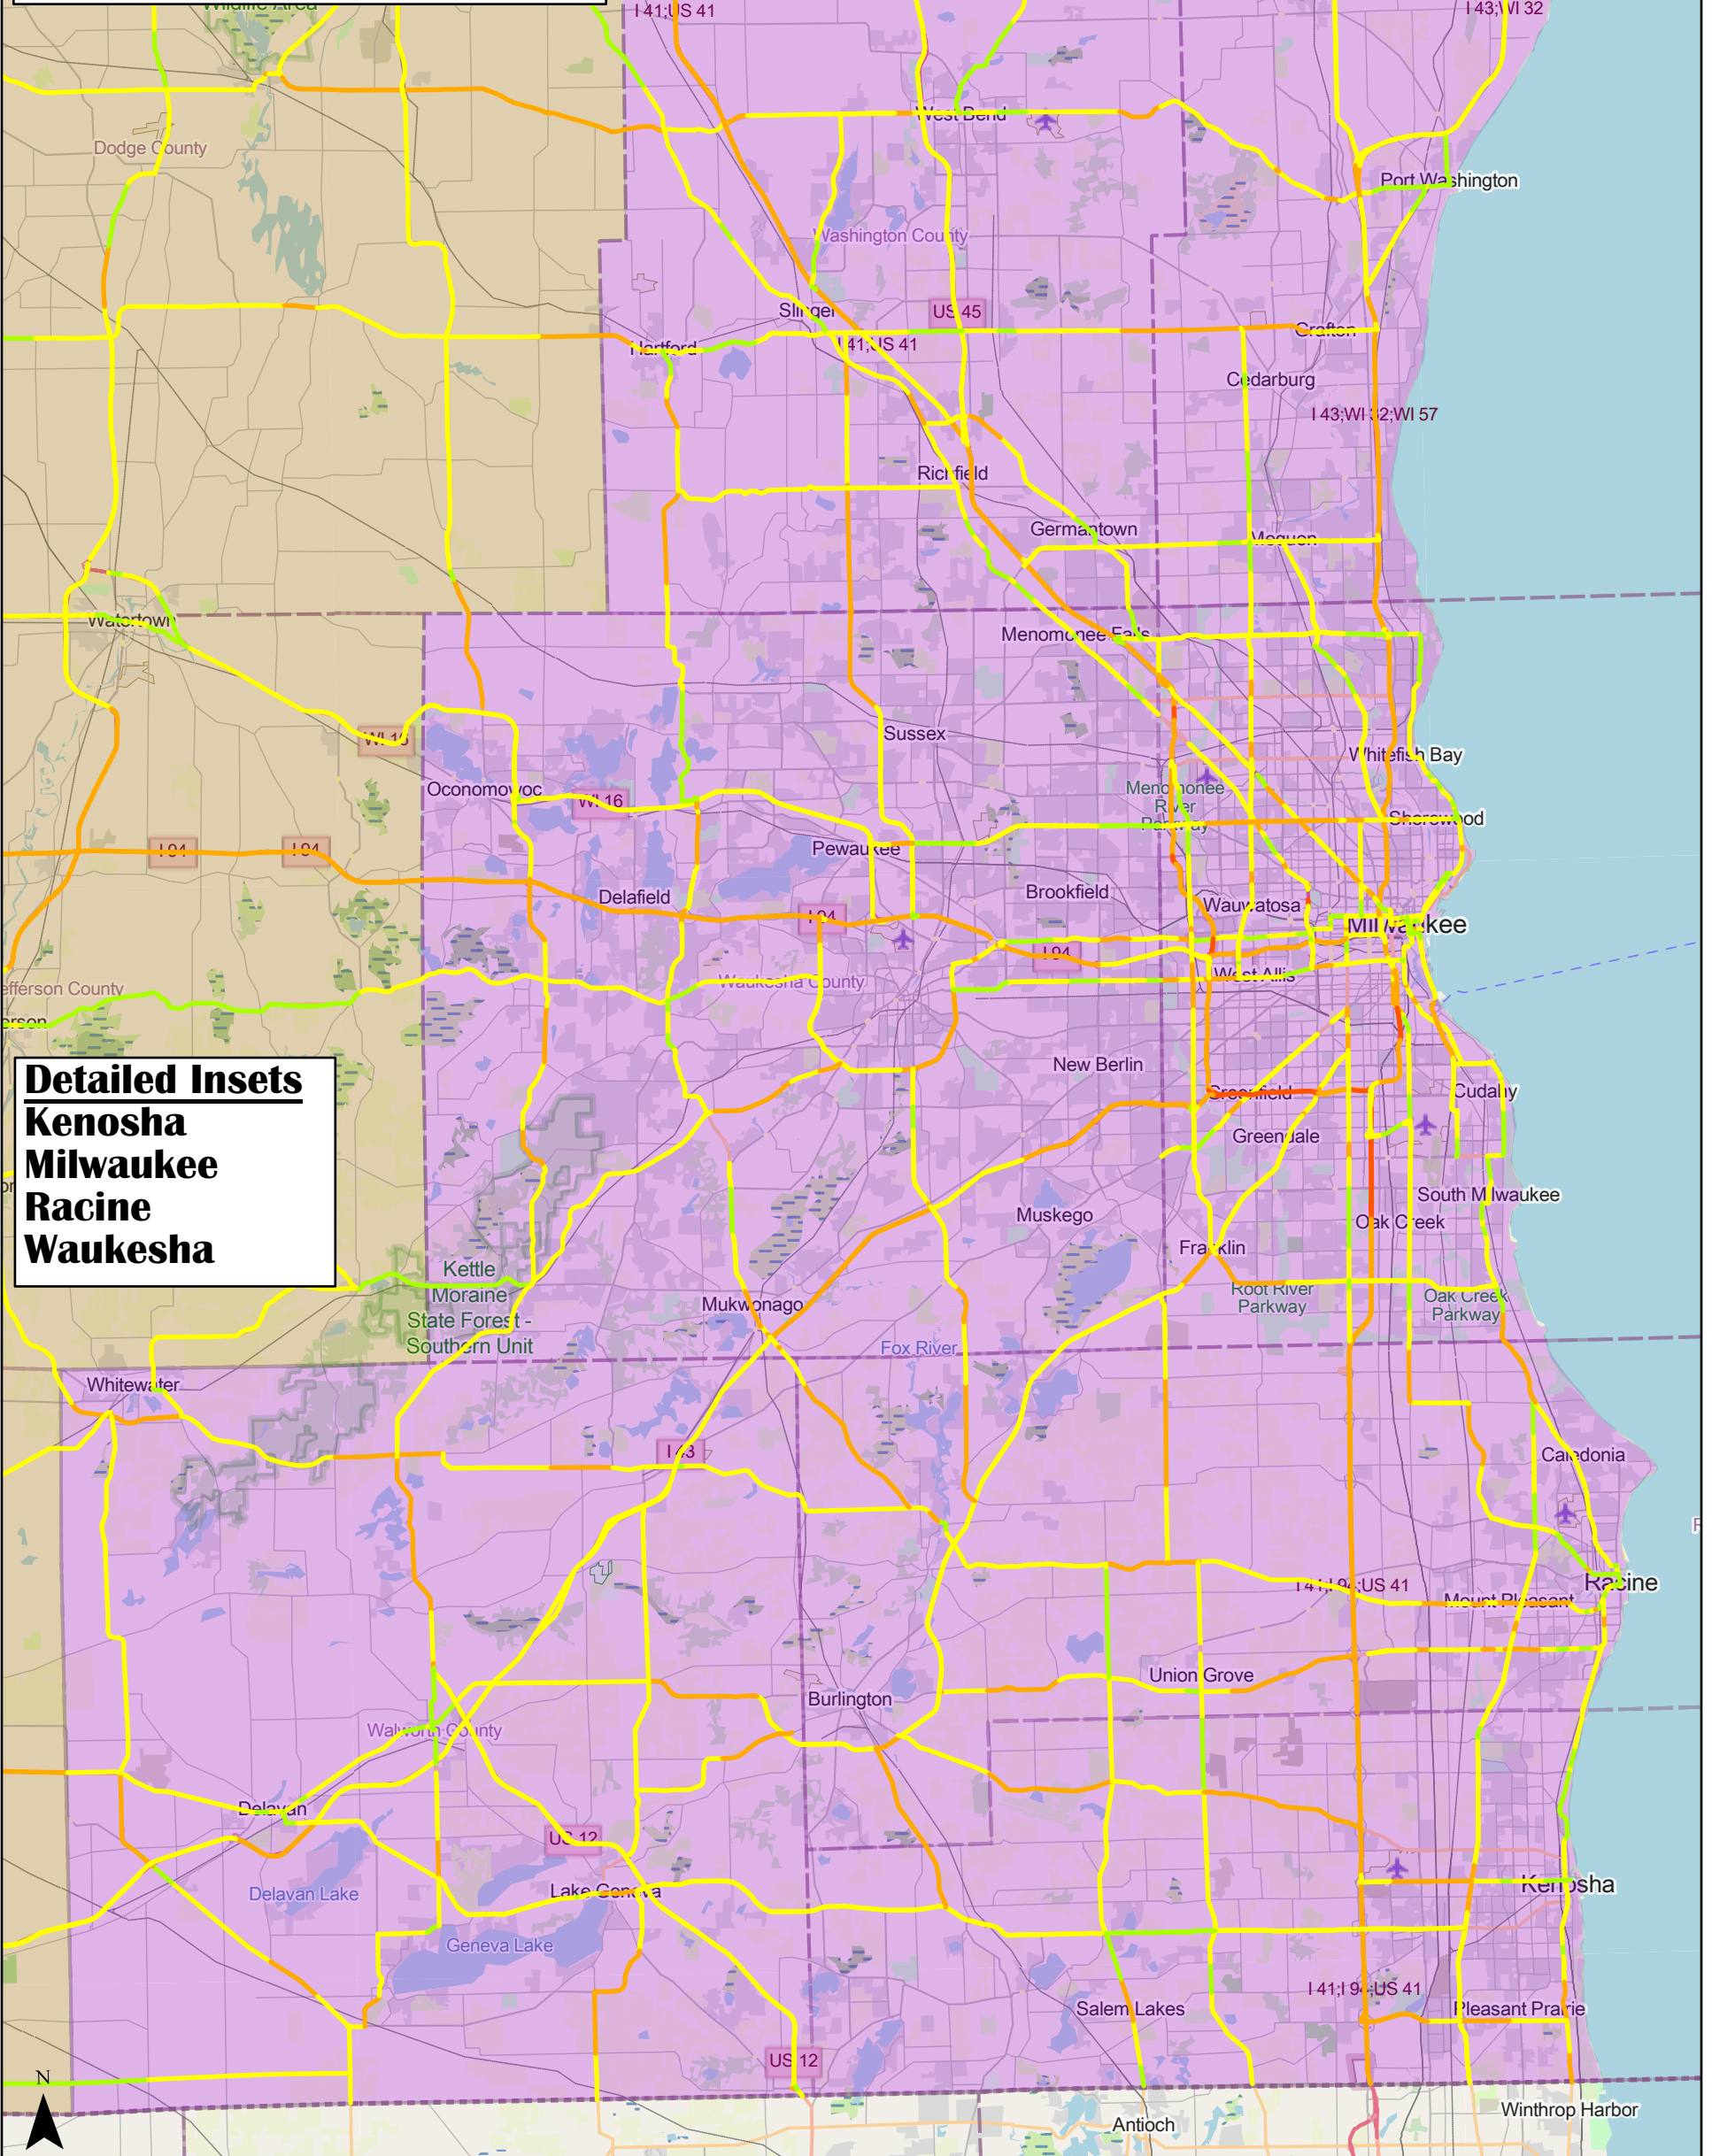 Wildlife Area
I 41;US 41
I 43;WI 32
West Bend
Dodge County
Port Washington
Washington County
Slinger
US 45
Grafton
Hartford
I 41;US 41
Cedarburg
I 43;WI 32;WI 57
Richfield
Germantown
Mequon
Watertown
Menomonee Falls
WI 16
Sussex
Whitefish Bay
Oconomowoc
WI 16
Menomonee
River
Parkway
Shorewood
I 94
I 94
Pewaukee
Delafield
Brookfield
Wauwatosa
I 94
Milwaukee
I 94
West Allis
Waukesha County
efferson County
erson
Detailed Insets
Kenosha
Milwaukee
Racine
Waukesha
New Berlin
Greenfield
Cudahy
Greendale
South Milwaukee
Muskego
Oak Creek
Franklin
Kettle
Moraine
State Forest -
Southern Unit
Root River
Parkway
Oak Creek
Parkway
Mukwonago
Fox River
Whitewater
I 43
Caledonia
Racine
I 41;I 94;US 41
Mount Pleasant
Union Grove
Burlington
Walworth County
Delavan
US 12
Delavan Lake
Lake Geneva
Kenosha
Geneva Lake
I 41;I 94;US 41
Salem Lakes
Pleasant Prairie
US 12
N
Winthrop Harbor
Antioch